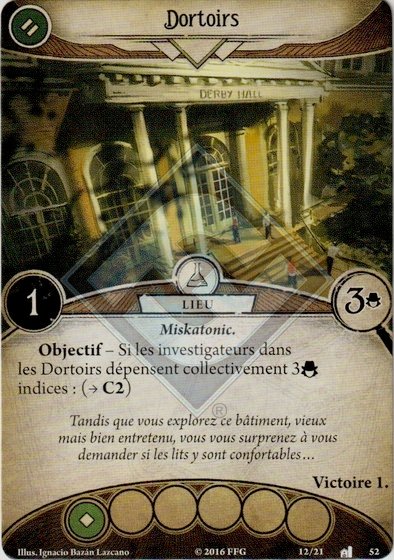 Dortoirs
DERBY HALL
1
LIEU
3
Miskatonic.
Objectif – Si les investigateurs dans
les Dortoirs dépensent collectivement 3
indices : (→ C2)
Tandis que vous explorez ce bâtiment, vieux
mais bien entretenu, vous vous surprenez à vous
demander si les lits y sont confortables…
Victoire 1.
®
Illus. Ignacio Bazán Lazcano © 2016 FFG 12/21 52